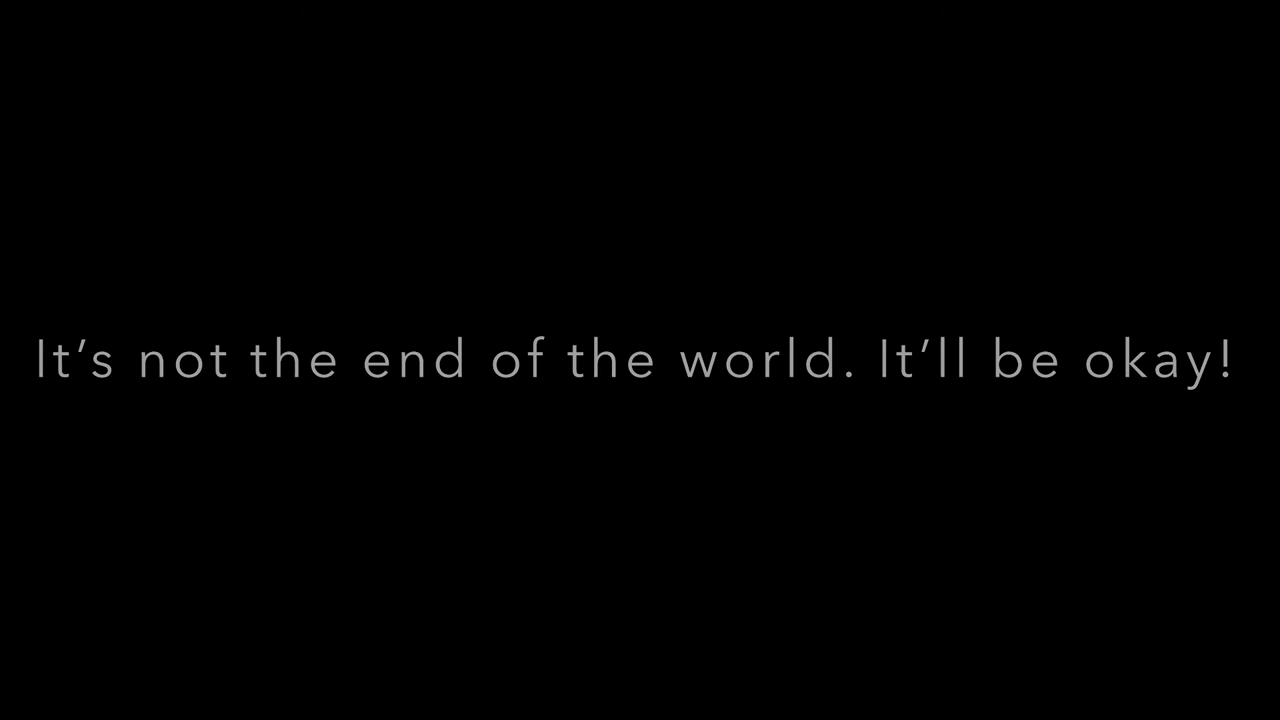 It’s not the end of the world. It’ll be okay!